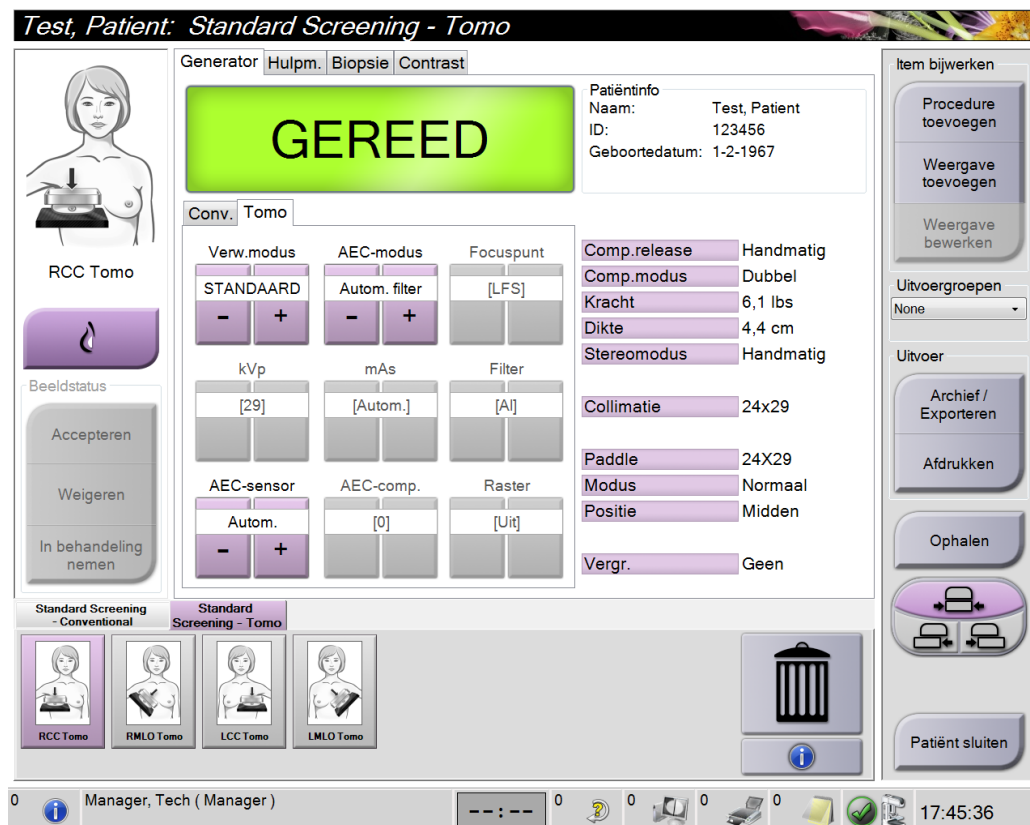 Test, Patient: Standard Screening - Tomo
Generator Hulpm. Biopsie Contrast
GEREED
Patiëntinfo
Naam: Test, Patient
ID: 123456
Geboortedatum: 1-2-1967
RCC Tomo
Beeldstatus
Accepteren
Weigeren
In behandeling
nemen
Conv. Tomo
Verw.modus AEC-modus Focuspunt
STANDAARD Autom. filter [LFS]
- + - +
kVp mAs Filter
[29] [Autom.] [Al]
AEC-sensor AEC-comp. Raster
Autom. [0] [Uit]
- +
Comp.release Handmatig
Comp.modus Dubbel
Kracht 6,1 lbs
Dikte 4,4 cm
Stereomodus Handmatig
Collimatie 24x29
Paddle 24X29
Modus Normaal
Positie Midden
Vergr. Geen
Item bijwerken
Procedure
toevoegen
Weergave
toevoegen
Weergave
bewerken
Uitvoergroepen
None
Uitvoer
Archief /
Exporteren
Afdrukken
Ophalen
Patiënt sluiten
Standard Screening
- Conventional
Standard
Screening - Tomo
RCC Tomo RMLO Tomo LCC Tomo LMLO Tomo
0 Manager, Tech ( Manager ) --:-- 0 0 0 0 17:45:36